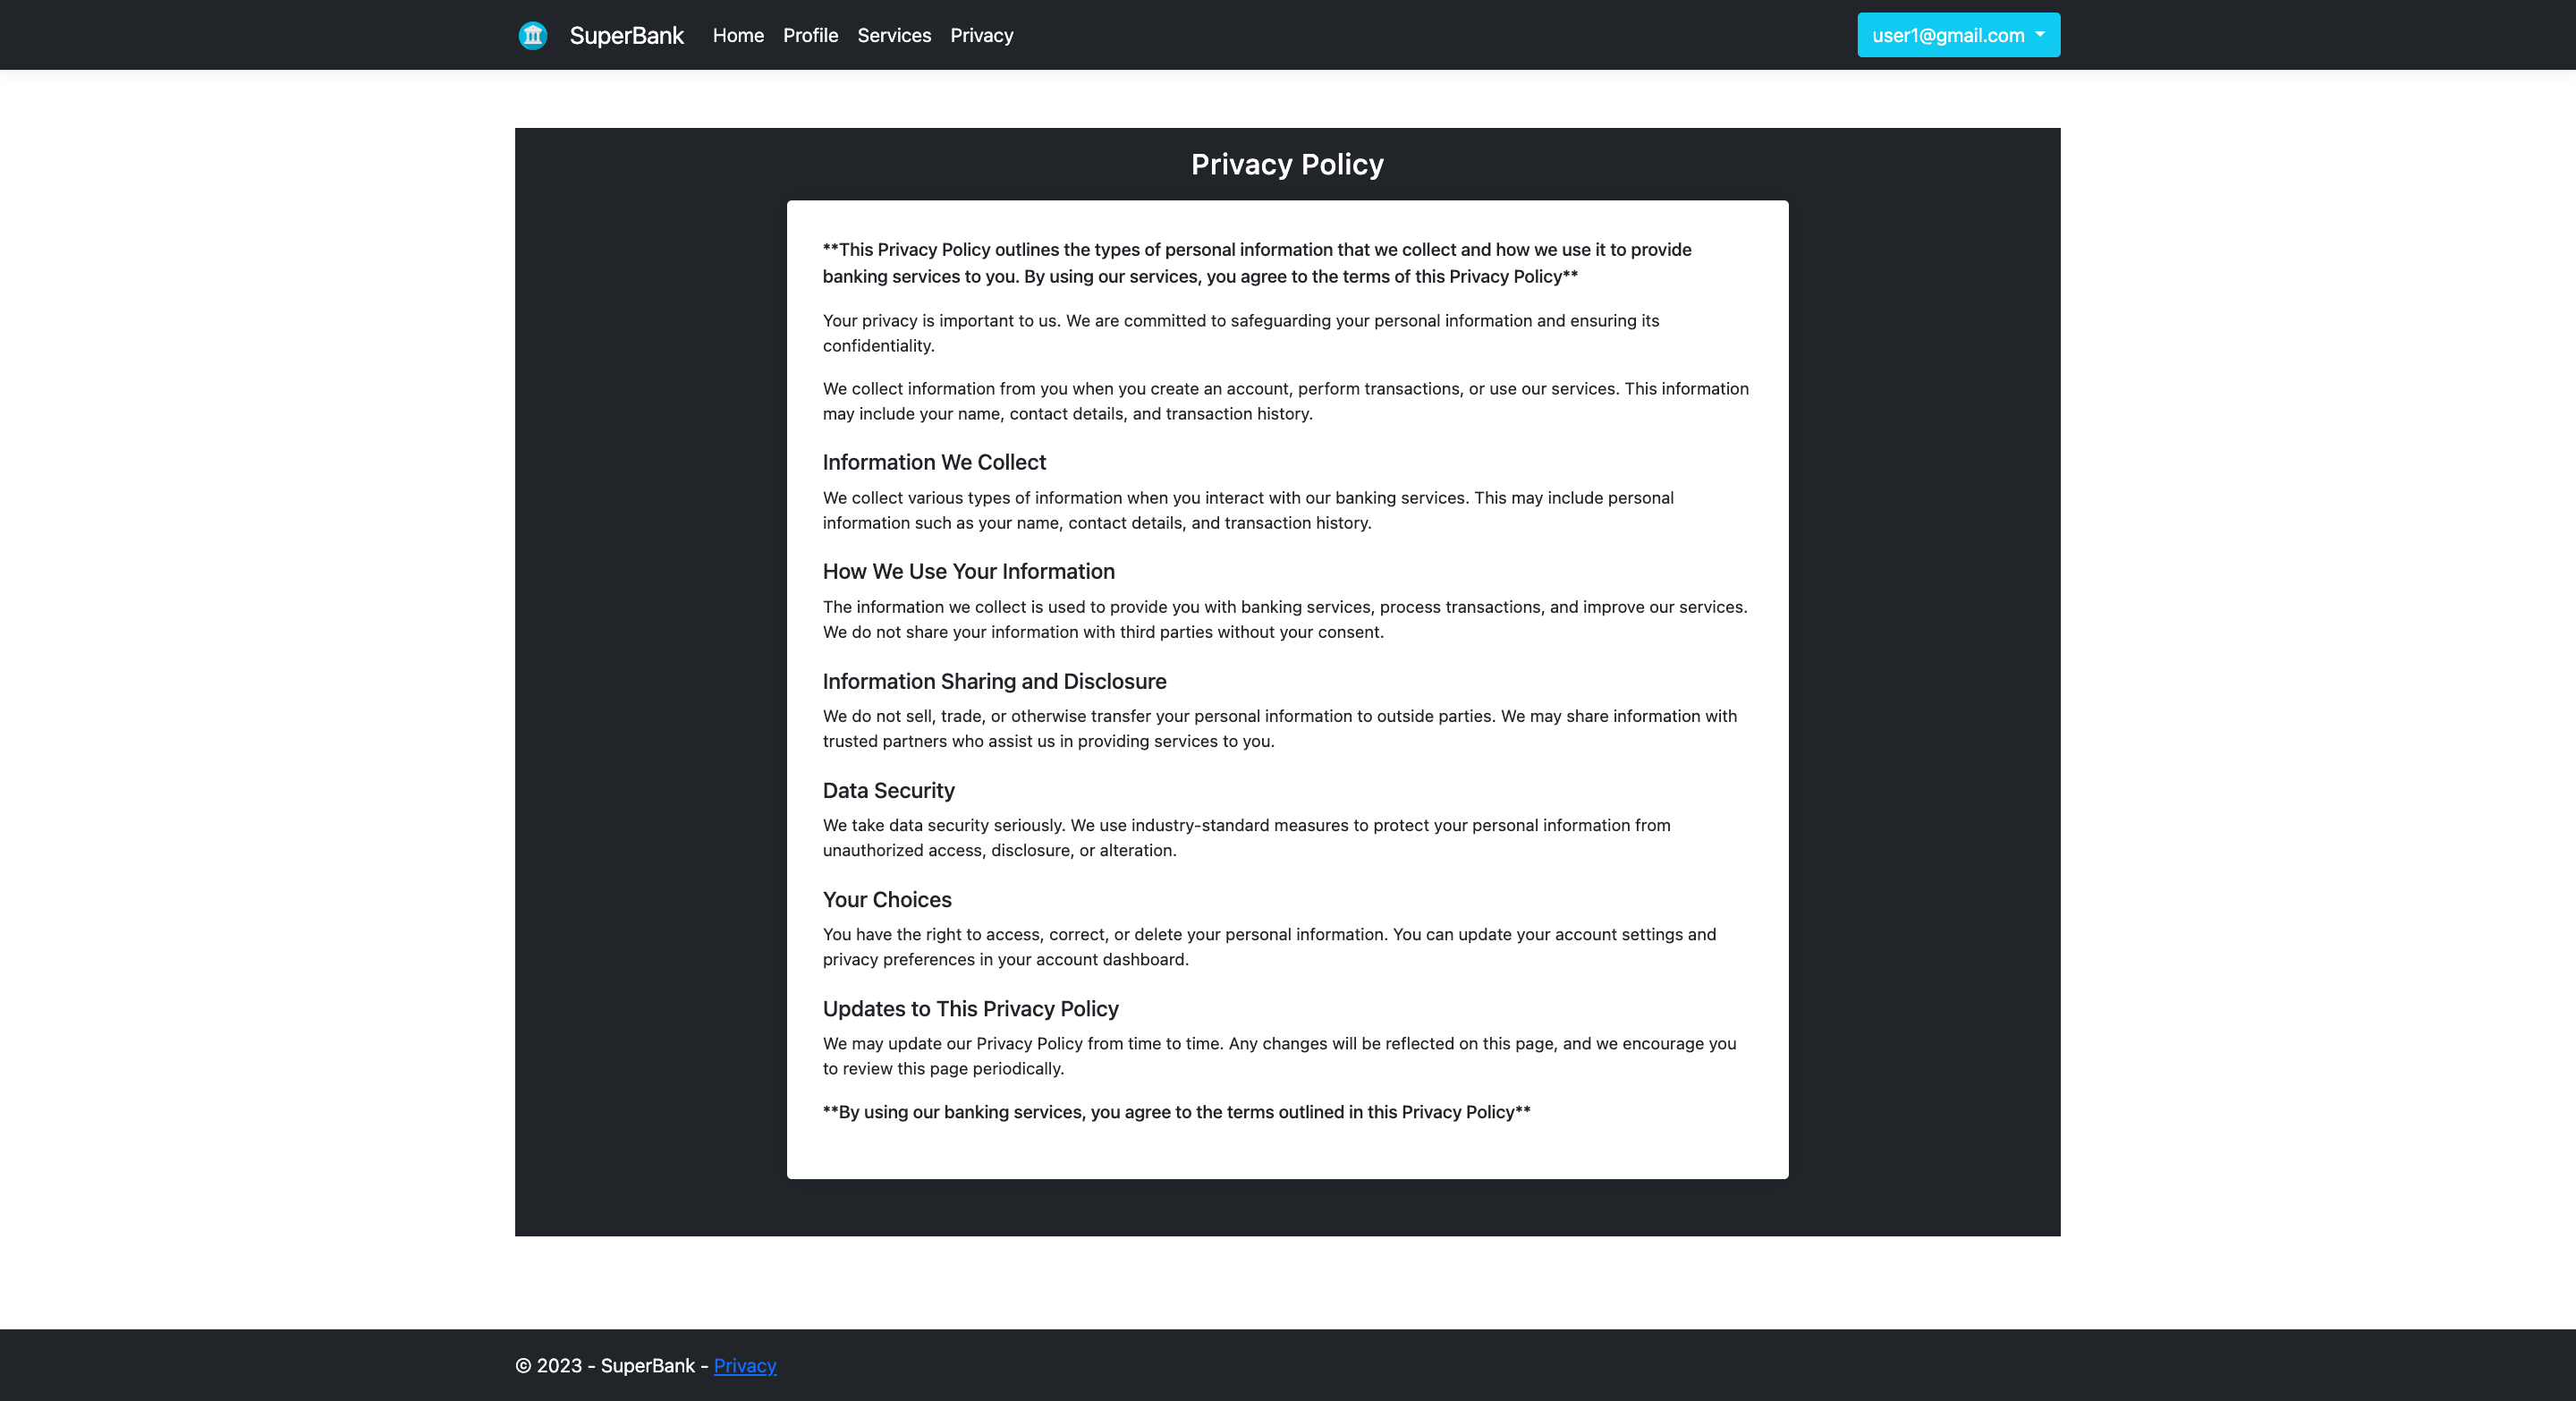 SuperBank Home Profile Services Privacy user1@gmail.com
Privacy Policy
**This Privacy Policy outlines the types of personal information that we collect and how we use it to provide
banking services to you. By using our services, you agree to the terms of this Privacy Policy**
Your privacy is important to us. We are committed to safeguarding your personal information and ensuring its
confidentiality.
We collect information from you when you create an account, perform transactions, or use our services. This information
may include your name, contact details, and transaction history.
Information We Collect
We collect various types of information when you interact with our banking services. This may include personal
information such as your name, contact details, and transaction history.
How We Use Your Information
The information we collect is used to provide you with banking services, process transactions, and improve our services.
We do not share your information with third parties without your consent.
Information Sharing and Disclosure
We do not sell, trade, or otherwise transfer your personal information to outside parties. We may share information with
trusted partners who assist us in providing services to you.
Data Security
We take data security seriously. We use industry-standard measures to protect your personal information from
unauthorized access, disclosure, or alteration.
Your Choices
You have the right to access, correct, or delete your personal information. You can update your account settings and
privacy preferences in your account dashboard.
Updates to This Privacy Policy
We may update our Privacy Policy from time to time. Any changes will be reflected on this page, and we encourage you
to review this page periodically.
**By using our banking services, you agree to the terms outlined in this Privacy Policy**
© 2023 - SuperBank - Privacy